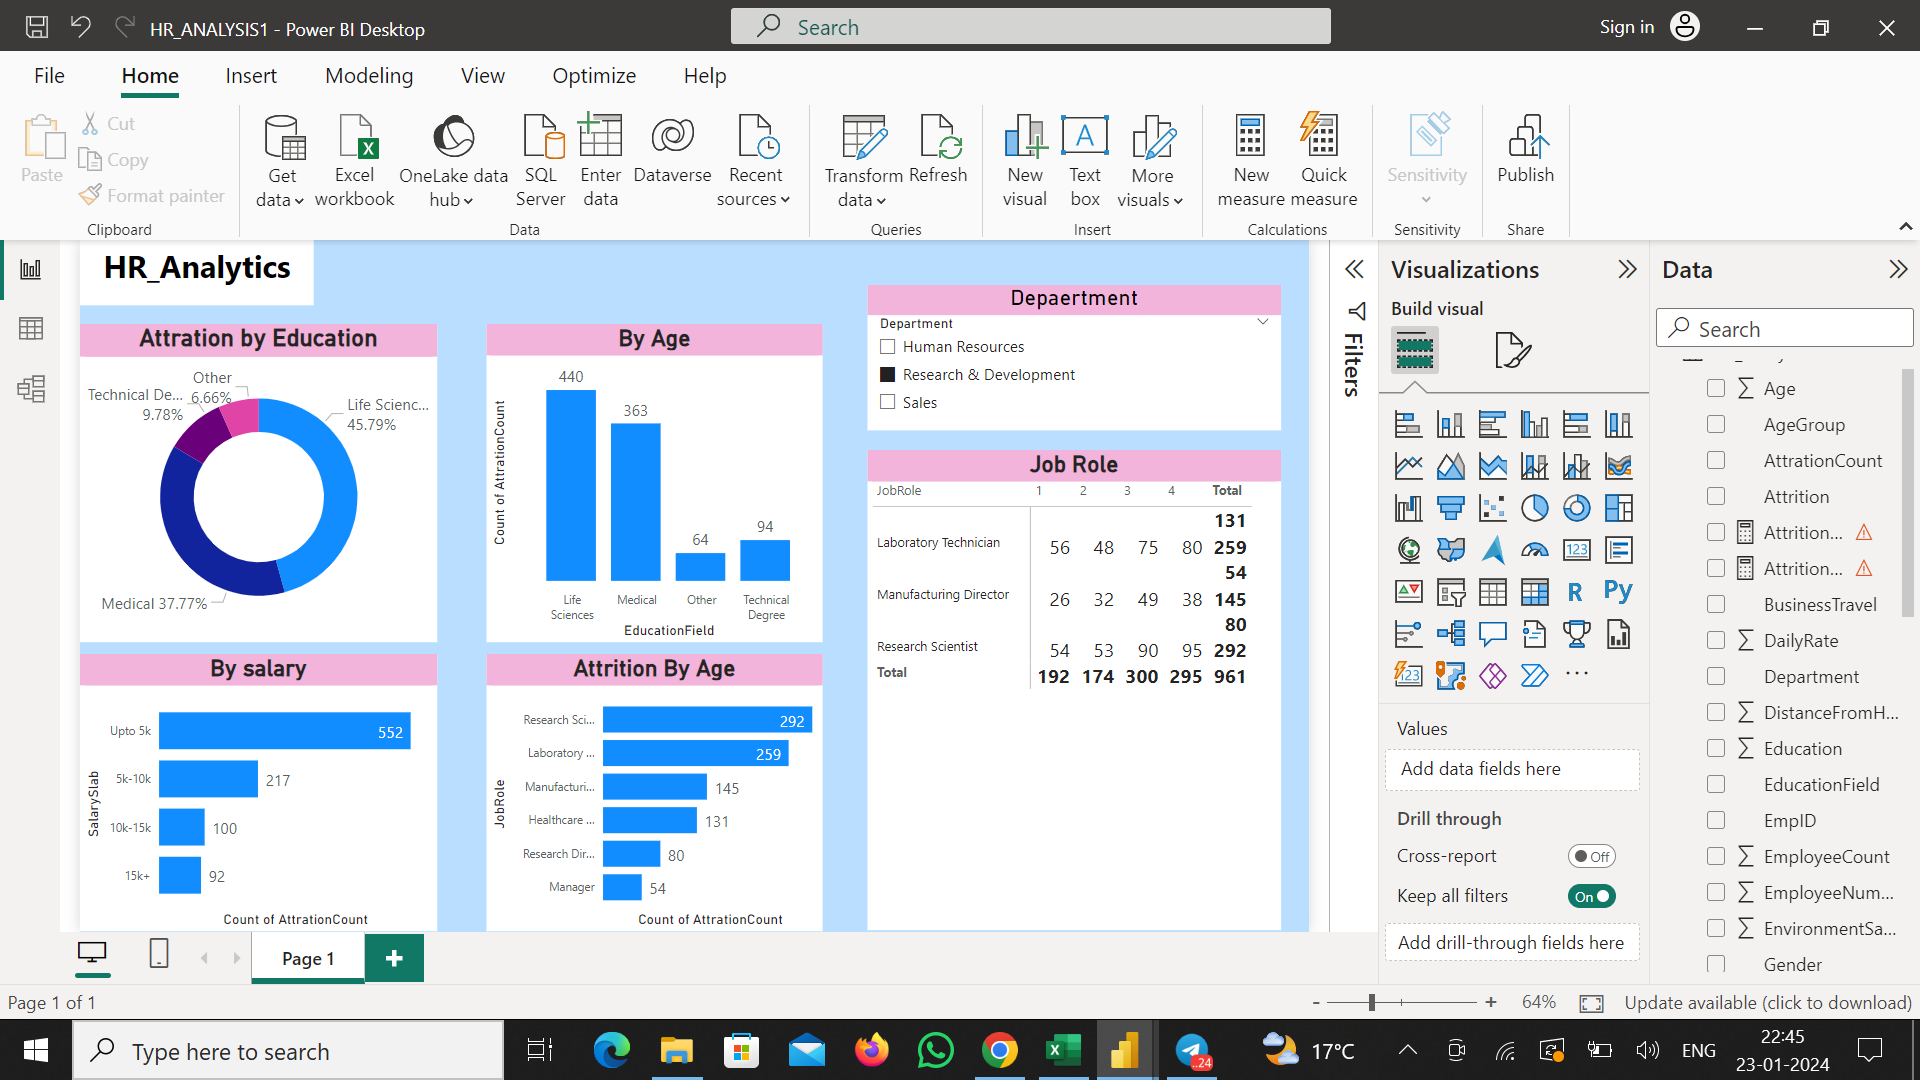 HR_ANALYSIS1 - Power BI Desktop
Search
Sign in
File
Home
Insert
Modeling
View
Optimize
Help
Paste
Cut
Copy
Format painter
Clipboard
Get data
Excel workbook
OneLake data hub
SQL Server
Enter data
Dataverse
Recent sources
Data
Transform data
Refresh
Queries
New visual
Text box
More visuals
Insert
New measure
Quick measure
Calculations
Sensitivity
Sensitivity
Publish
Share
HR_Analytics
Attration by Education
Other
6.66%
Technical De...
9.78%
Life Scienc...
45.79%
Medical 37.77%
By Age
Count of AttrationCount
440
363
64
94
Life Sciences
Medical
Other
Technical Degree
EducationField
Depaertment
Department
Human Resources
Research & Development
Sales
Job Role
JobRole 1 2 3 4 Total
131
Laboratory Technician 56 48 75 80 259
54
Manufacturing Director 26 32 49 38 145
80
Research Scientist 54 53 90 95 292
Total 192 174 300 295 961
By salary
SalarySlab
Upto 5k 552
5k-10k 217
10k-15k 100
15k+ 92
Count of AttrationCount
Attrition By Age
JobRole
Research Sci... 292
Laboratory ... 259
Manufacturi... 145
Healthcare ... 131
Research Dir... 80
Manager 54
Count of AttrationCount
Filters
Visualizations
Build visual
123
R
Py
123
...
Values
Add data fields here
Drill through
Cross-report
Off
Keep all filters
On
Add drill-through fields here
Data
Search
Age
AgeGroup
AttrationCount
Attrition
Attrition...
Attrition...
BusinessTravel
DailyRate
Department
DistanceFromH...
Education
EducationField
EmpID
EmployeeCount
EmployeeNum...
EnvironmentSa...
Gender
Page 1
Page 1 of 1
- + 64%
Update available (click to download)
Type here to search
..24
17°C
ENG
22:45
23-01-2024